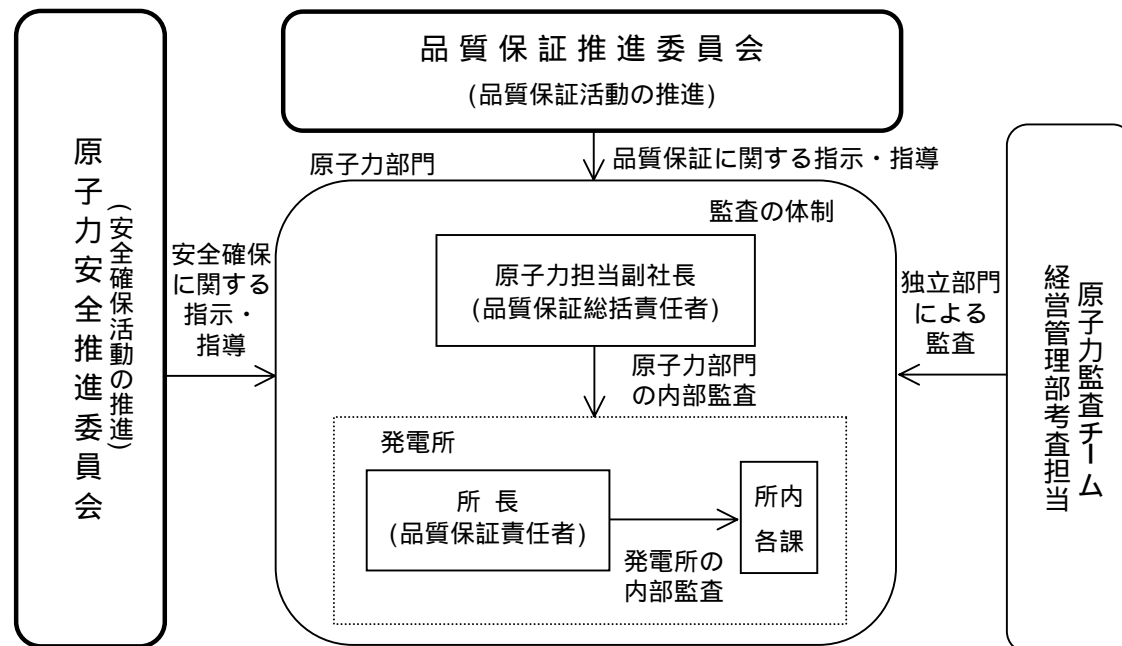 品質保証推進委員会
(品質保証活動の推進)
原子力部門
品質保証に関する指示・指導
原子力安全推進委員会
(安全確保活動の推進)
安全確保
に関する
指示・
指導
監査の体制
原子力担当副社長
(品質保証総括責任者)
原子力部門
の内部監査
発電所
所 長
(品質保証責任者)
所内
各課
発電所の
内部監査
独立部門
による
監査
原子力監査チーム
経営管理部考査担当